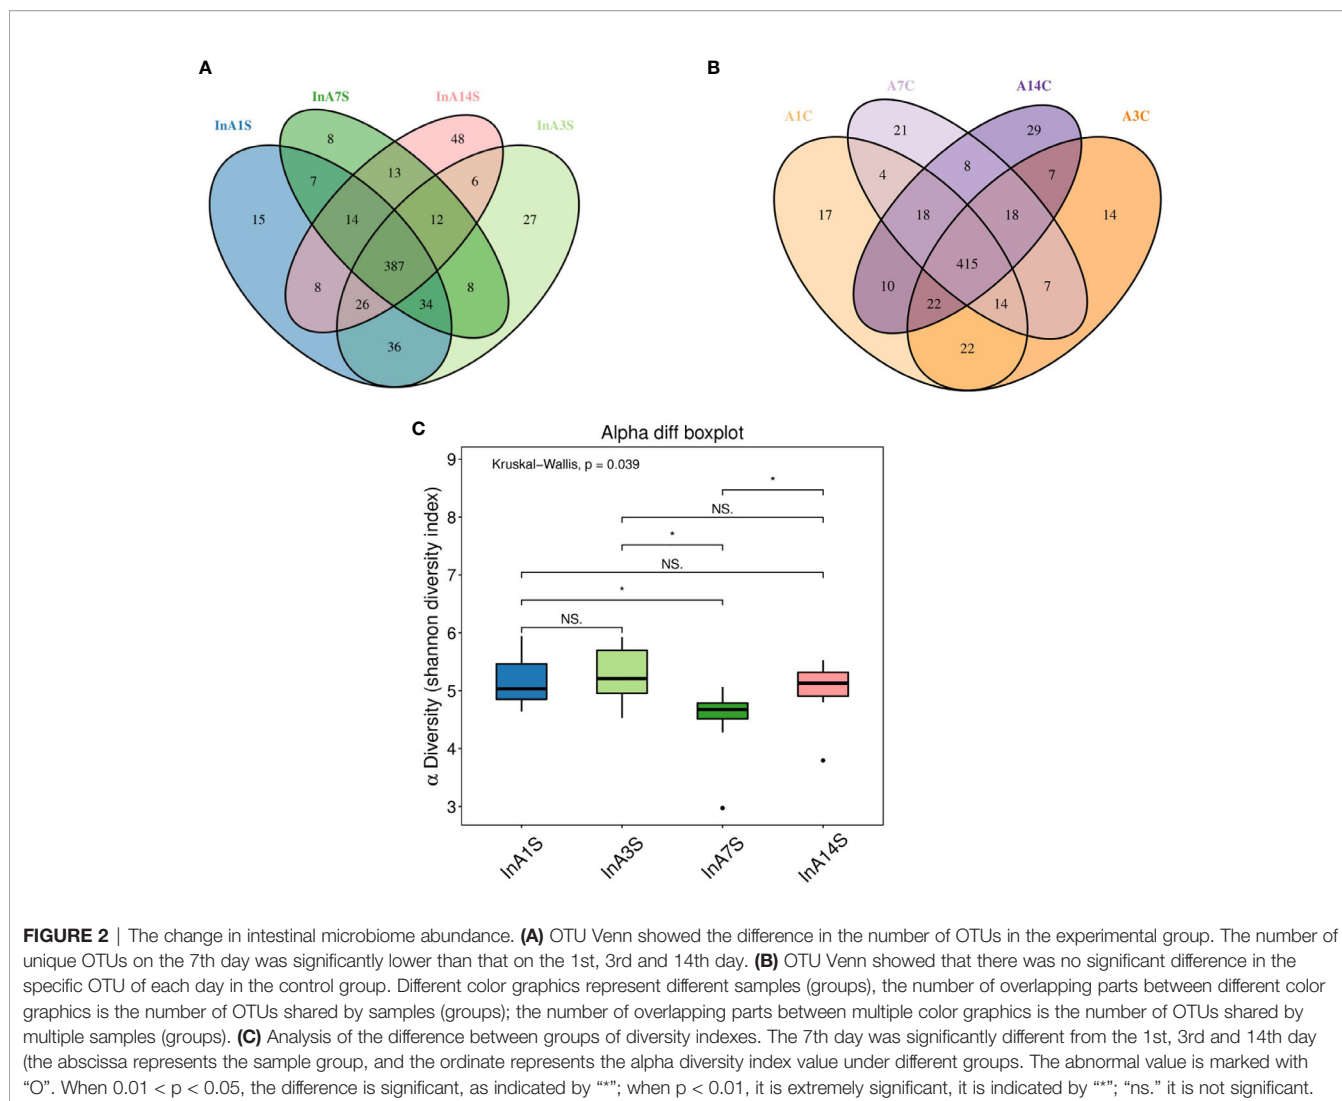 A
InA1S
InA7S
InA14S
InA3S
8
48
7
13
6
15
14
12
27
387
8
8
26
34
36
B
A1C
A7C
A14C
A3C
21
29
4
8
7
17
18
18
14
415
10
7
22
14
22
C
Alpha diff boxplot
Kruskal−Wallis, p = 0.039
α Diversity (shannon diversity index)
9
8
7
6
5
4
3
*
NS.
*
NS.
*
NS.
InA1S
InA3S
InA7S
InA14S
FIGURE 2 | The change in intestinal microbiome abundance. (A) OTU Venn showed the difference in the number of OTUs in the experimental group. The number of
unique OTUs on the 7th day was significantly lower than that on the 1st, 3rd and 14th day. (B) OTU Venn showed that there was no significant difference in the
specific OTU of each day in the control group. Different color graphics represent different samples (groups), the number of overlapping parts between different color
graphics is the number of OTUs shared by samples (groups); the number of overlapping parts between multiple color graphics is the number of OTUs shared by
multiple samples (groups). (C) Analysis of the difference between groups of diversity indexes. The 7th day was significantly different from the 1st, 3rd and 14th day
(the abscissa represents the sample group, and the ordinate represents the alpha diversity index value under different groups. The abnormal value is marked with
“O”. When 0.01 < p < 0.05, the difference is significant, as indicated by “*”; when p < 0.01, it is extremely significant, it is indicated by “*”; “ns.” it is not significant.